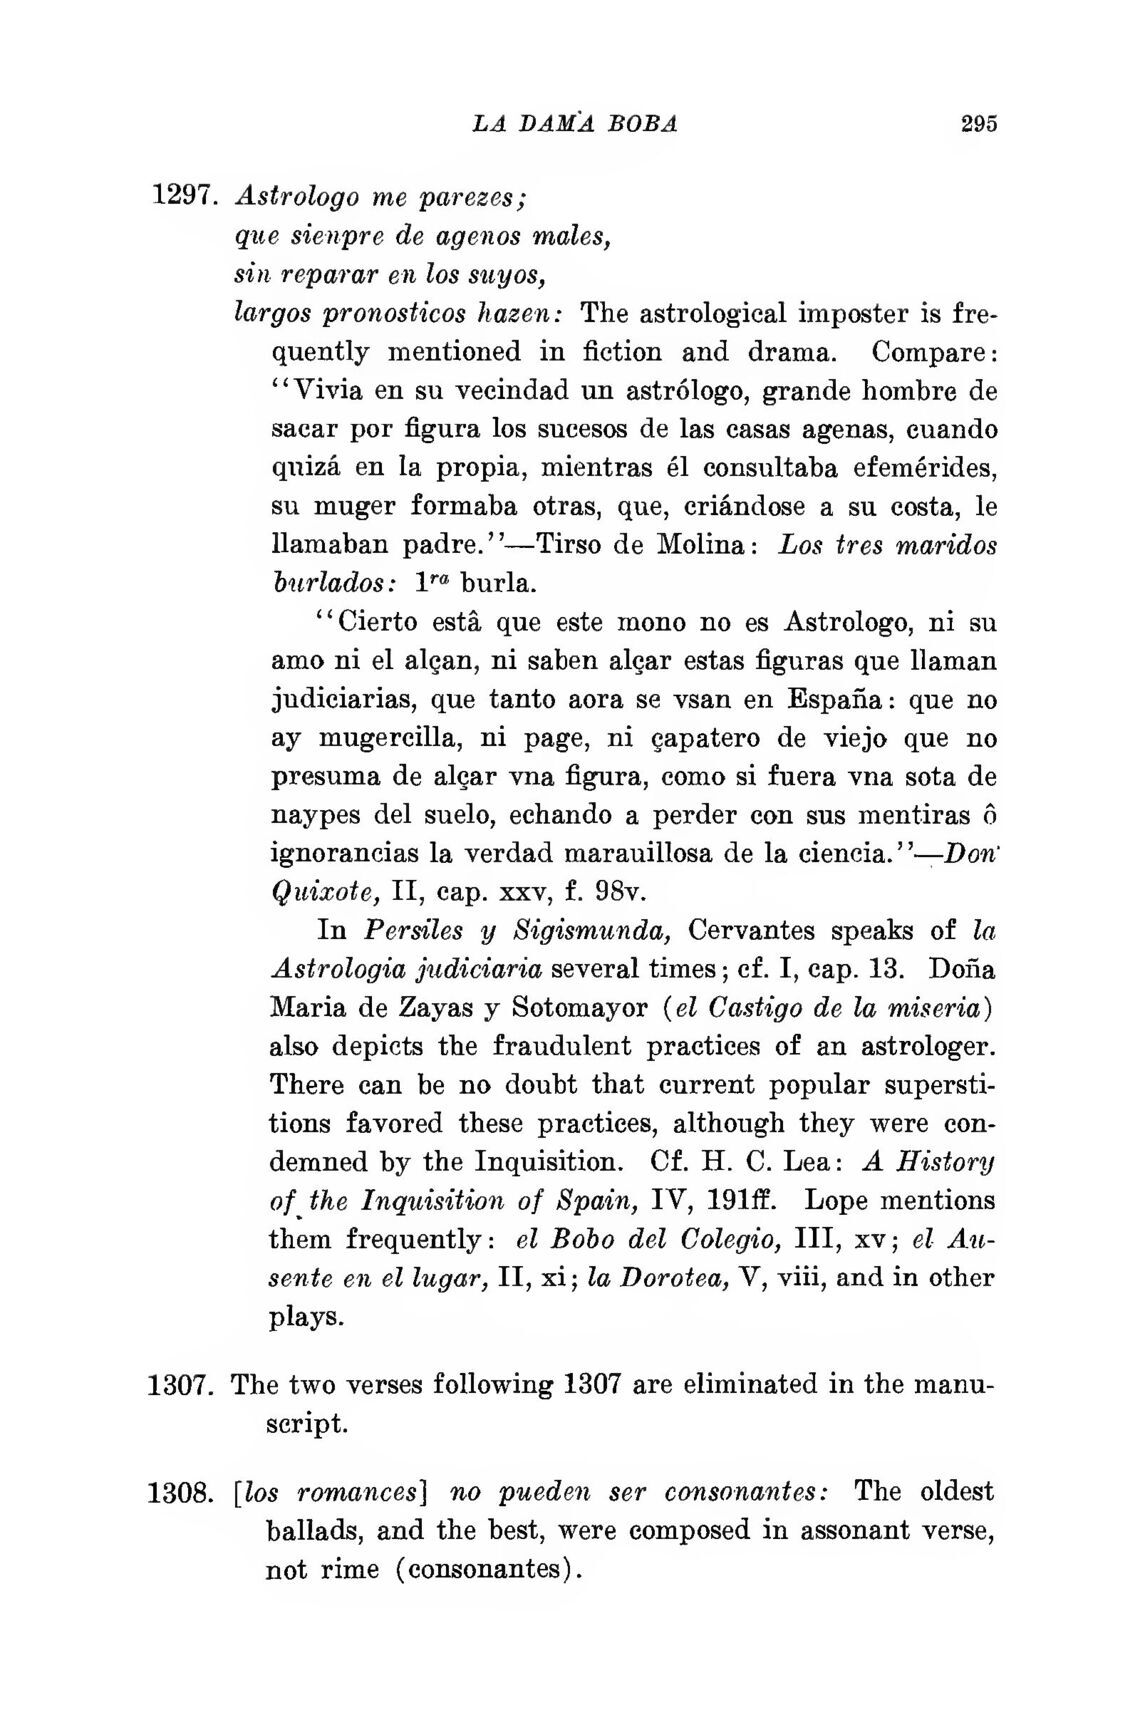 LA DAMA BOBA 295
1297. Astrologo me parezes;
que sienpre de agenos males,
sin reparar en los suyos,
largos pronosticos hazen: The astrological imposter is fre-
quently mentioned in fiction and drama. Compare:
‘‘Vivia en su vecindad un astrólogo, grande hombre de
sacar por figura los sucesos de las casas agenas, cuando
quizá en la propia, mientras él consultaba efemérides,
su muger formaba otras, que, criándose a su costa, le
llamaban padre.’’—Tirso de Molina: Los tres maridos
burlados: 1ra burla.
‘‘Cierto estâ que este mono no es Astrologo, ni su
amo ni el alçan, ni saben alçar estas figuras que llaman
judiciarias, que tanto aora se vsan en España: que no
ay mugercilla, ni page, ni çapatero de viejo que no
presuma de alçar vna figura, como si fuera vna sota de
naypes del suelo, echando a perder con sus mentiras ô
ignorancias la verdad marauillosa de la ciencia.’’—Don
Quixote, II, cap. xxv, f. 98v.
In Persiles y Sigismunda, Cervantes speaks of la
Astrologia judiciaria several times; cf. I, cap. 13. Doña
Maria de Zayas y Sotomayor (el Castigo de la miseria)
also depicts the fraudulent practices of an astrologer.
There can be no doubt that current popular supersti-
tions favored these practices, although they were con-
demned by the Inquisition. Cf. H. C. Lea: A History
of the Inquisition of Spain, IV, 191ff. Lope mentions
them frequently: el Bobo del Colegio, III, xv; el Au-
sente en el lugar, II, xi; la Dorotea, V, viii, and in other
plays.
1307. The two verses following 1307 are eliminated in the manu-
script.
1308. [los romances] no pueden ser consonantes: The oldest
ballads, and the best, were composed in assonant verse,
not rime (consonantes).